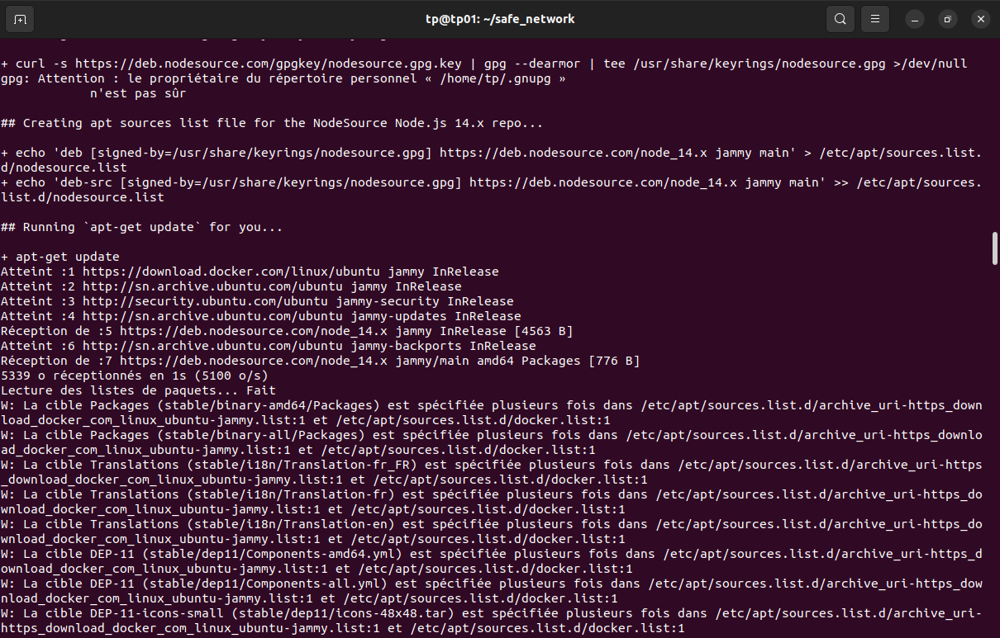 tp@tp01: ~/safe_network
+ curl -s https://deb.nodesource.com/gpgkey/nodesource.gpg.key | gpg --dearmor | tee /usr/share/keyrings/nodesource.gpg >/dev/null
gpg: Attention : le propriétaire du répertoire personnel « /home/tp/.gnupg »
n'est pas sûr
## Creating apt sources list file for the NodeSource Node.js 14.x repo...
+ echo 'deb [signed-by=/usr/share/keyrings/nodesource.gpg] https://deb.nodesource.com/node_14.x jammy main' > /etc/apt/sources.list.
d/nodesource.list
+ echo 'deb-src [signed-by=/usr/share/keyrings/nodesource.gpg] https://deb.nodesource.com/node_14.x jammy main' >> /etc/apt/sources.
list.d/nodesource.list
## Running `apt-get update` for you...
+ apt-get update
Atteint :1 https://download.docker.com/linux/ubuntu jammy InRelease
Atteint :2 http://sn.archive.ubuntu.com/ubuntu jammy InRelease
Atteint :3 http://security.ubuntu.com/ubuntu jammy-security InRelease
Atteint :4 http://sn.archive.ubuntu.com/ubuntu jammy-updates InRelease
Réception de :5 https://deb.nodesource.com/node_14.x jammy InRelease [4563 B]
Atteint :6 http://sn.archive.ubuntu.com/ubuntu jammy-backports InRelease
Réception de :7 https://deb.nodesource.com/node_14.x jammy/main amd64 Packages [776 B]
5339 o réceptionnés en 1s (5100 o/s)
Lecture des listes de paquets... Fait
W: La cible Packages (stable/binary-amd64/Packages) est spécifiée plusieurs fois dans /etc/apt/sources.list.d/archive_uri-https_down
load_docker_com_linux_ubuntu-jammy.list:1 et /etc/apt/sources.list.d/docker.list:1
W: La cible Packages (stable/binary-all/Packages) est spécifiée plusieurs fois dans /etc/apt/sources.list.d/archive_uri-https_downlo
ad_docker_com_linux_ubuntu-jammy.list:1 et /etc/apt/sources.list.d/docker.list:1
W: La cible Translations (stable/i18n/Translation-fr_FR) est spécifiée plusieurs fois dans /etc/apt/sources.list.d/archive_uri-https
_download_docker_com_linux_ubuntu-jammy.list:1 et /etc/apt/sources.list.d/docker.list:1
W: La cible Translations (stable/i18n/Translation-fr) est spécifiée plusieurs fois dans /etc/apt/sources.list.d/archive_uri-https_do
wnload_docker_com_linux_ubuntu-jammy.list:1 et /etc/apt/sources.list.d/docker.list:1
W: La cible Translations (stable/i18n/Translation-en) est spécifiée plusieurs fois dans /etc/apt/sources.list.d/archive_uri-https_do
wnload_docker_com_linux_ubuntu-jammy.list:1 et /etc/apt/sources.list.d/docker.list:1
W: La cible DEP-11 (stable/dep11/Components-amd64.yml) est spécifiée plusieurs fois dans /etc/apt/sources.list.d/archive_uri-https_d
ownload_docker_com_linux_ubuntu-jammy.list:1 et /etc/apt/sources.list.d/docker.list:1
W: La cible DEP-11 (stable/dep11/Components-all.yml) est spécifiée plusieurs fois dans /etc/apt/sources.list.d/archive_uri-https_dow
nload_docker_com_linux_ubuntu-jammy.list:1 et /etc/apt/sources.list.d/docker.list:1
W: La cible DEP-11-icons-small (stable/dep11/icons-48x48.tar) est spécifiée plusieurs fois dans /etc/apt/sources.list.d/archive_uri-
https_download_docker_com_linux_ubuntu-jammy.list:1 et /etc/apt/sources.list.d/docker.list:1